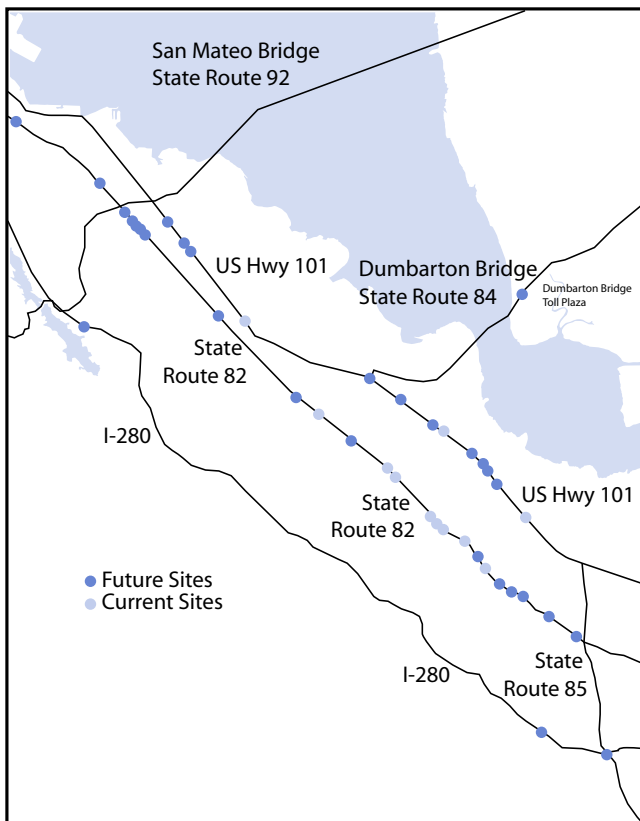 San Mateo Bridge
State Route 92
US Hwy 101
Dumbarton Bridge
State Route 84
Dumbarton Bridge
Toll Plaza
State
Route 82
I-280
US Hwy 101
State
Route 82
Future Sites
Current Sites
State
Route 85
I-280